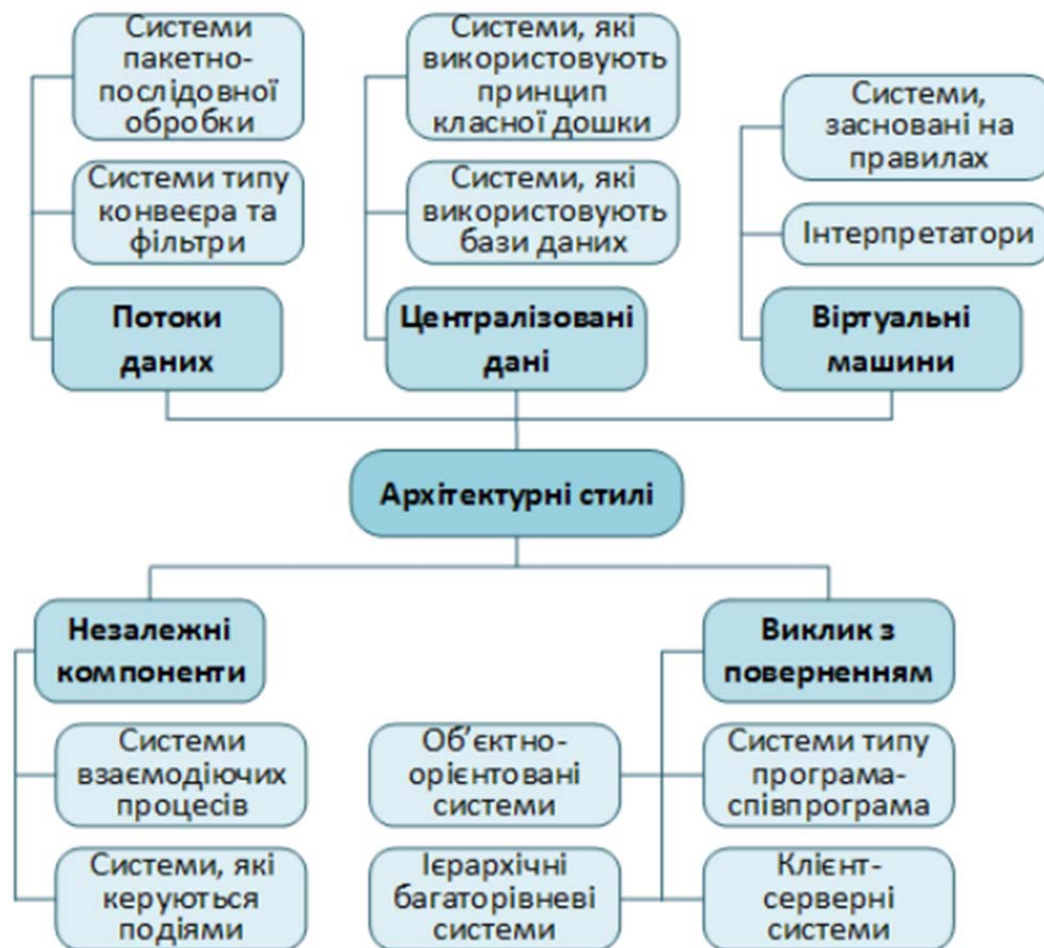 Системи
пакетно-
послідовної
обробки
Системи типу
конвеєра та
фільтри
Потоки
даних
Системи, які
використовують
принцип
класної дошки
Системи, які
використовують
бази даних
Централізовані
дані
Системи,
засновані на
правилах
Інтерпретатори
Віртуальні
машини
Архітектурні стилі
Незалежні
компоненти
Системи
взаємодіючих
процесів
Системи, які
керуються
подіями
Виклик з
поверненням
Об’єктно-
орієнтовані
системи
Системи типу
програма-
співпрограма
Ієрархічні
багаторівневі
системи
Клієнт-
серверні
системи